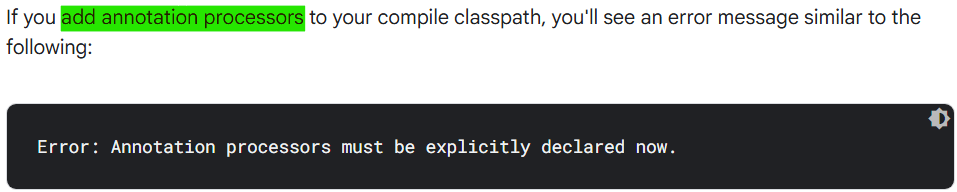 If you add annotation processors to your compile classpath, you'll see an error message similar to the
following:
Error: Annotation processors must be explicitly declared now.